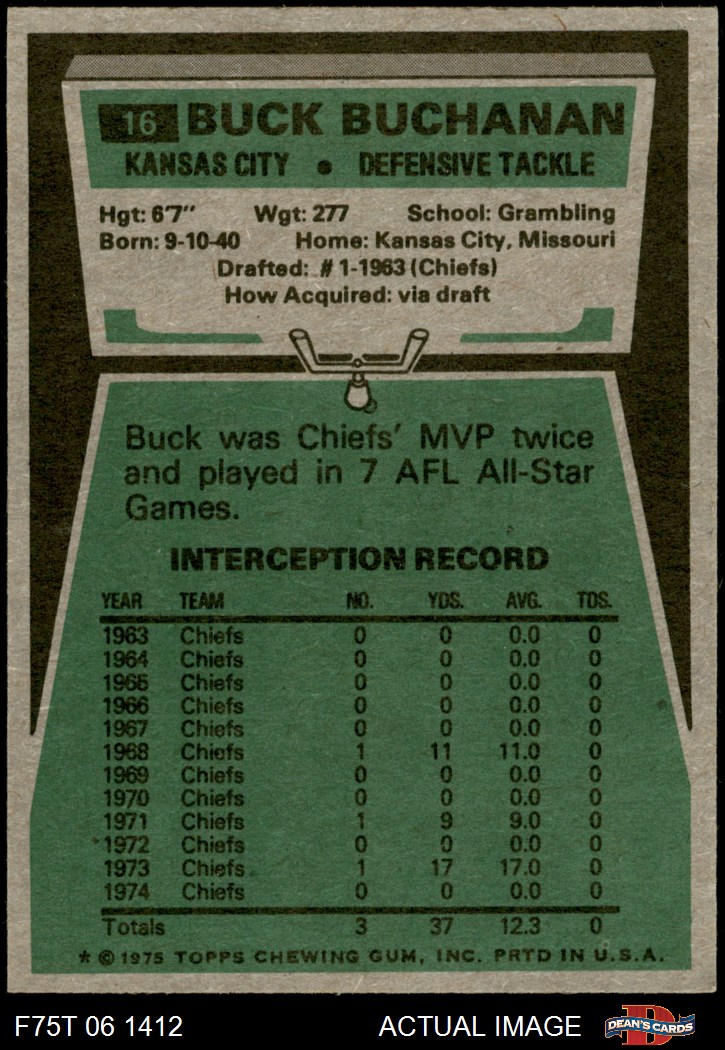 16 BUCK BUCHANAN
KANSAS CITY • DEFENSIVE TACKLE
Hgt: 6'7" Wgt: 277 School: Grambling
Born: 9-10-40 Home: Kansas City, Missouri
Drafted: #1-1963 (Chiefs)
How Acquired: via draft
Buck was Chiefs' MVP twice
and played in 7 AFL All-Star
Games.
INTERCEPTION RECORD
YEAR TEAM NO. YDS. AVG. TDS.
1963 Chiefs 0 0 0.0 0
1964 Chiefs 0 0 0.0 0
1965 Chiefs 0 0 0.0 0
1966 Chiefs 0 0 0.0 0
1967 Chiefs 0 0 0.0 0
1968 Chiefs 1 11 11.0 0
1969 Chiefs 0 0 0.0 0
1970 Chiefs 0 0 0.0 0
1971 Chiefs 1 9 9.0 0
1972 Chiefs 0 0 0.0 0
1973 Chiefs 1 17 17.0 0
1974 Chiefs 0 0 0.0 0
Totals 3 37 12.3 0
* © 1975 TOPPS CHEWING GUM, INC. PRTD IN U.S.A.
F75T 06 1412 ACTUAL IMAGE DEAN'S CARDS